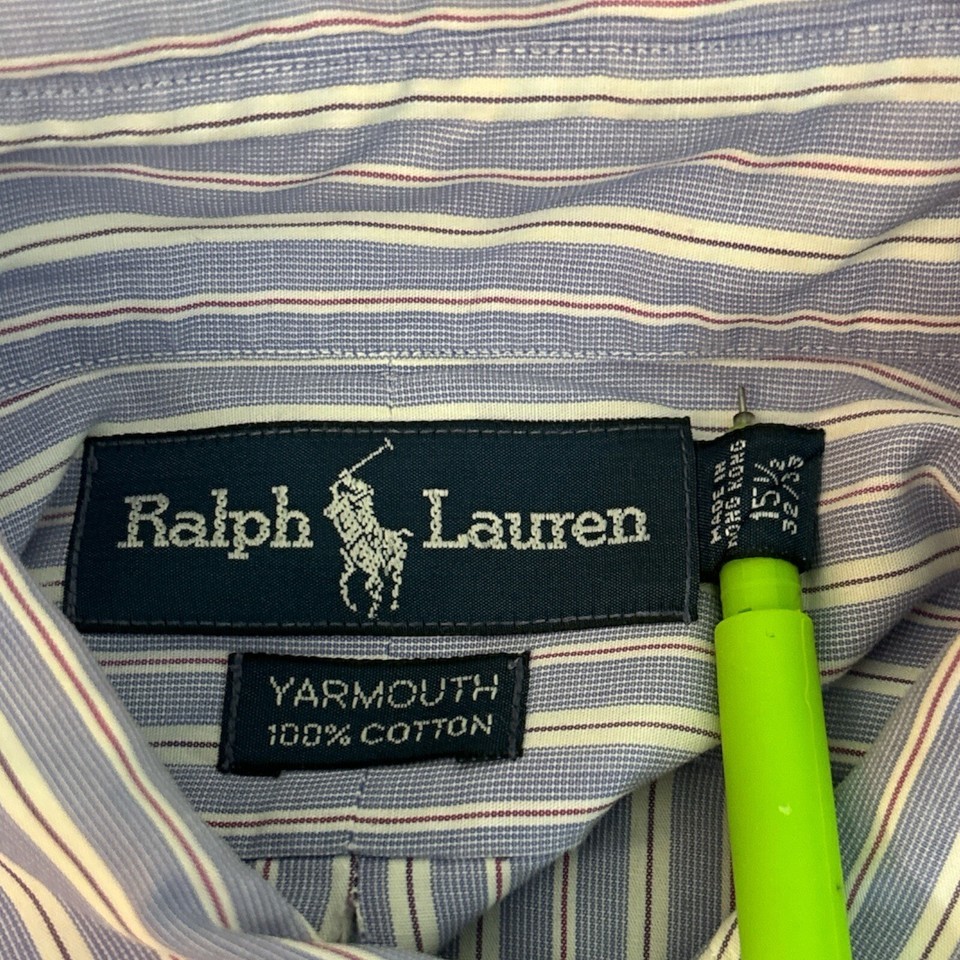 Ralph Lauren
YARMOUTH
100% COTTON
MADE IN
HONG KONG
15½
32/33